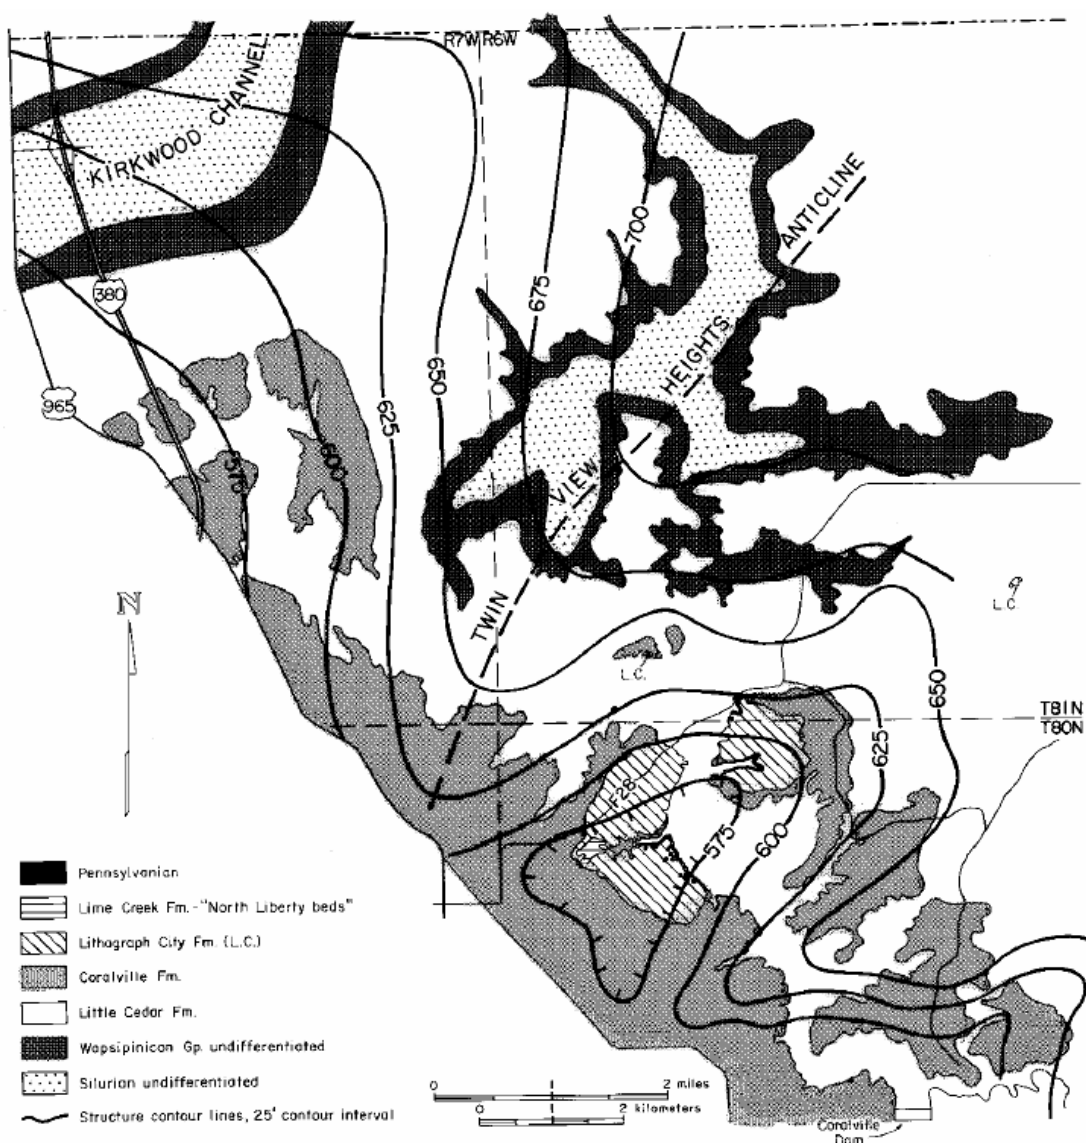 R7W R6W
KIRKWOOD CHANNEL
ANTICLINE
HEIGHTS
VIEW
TWIN
380
965
700
675
650
625
600
575
L.C.
L.C.
650
625
600
575
F28
T81N
T80N
N
Pennsylvanian
Lime Creek Fm.-"North Liberty beds"
Lithograph City Fm. (L.C.)
Coralville Fm.
Little Cedar Fm.
Wapsipinican Gp. undifferentiated
Silurian undifferentiated
Structure contour lines, 25' contour interval
0 1 2 miles
0 2 kilometers
Coralville
Dam